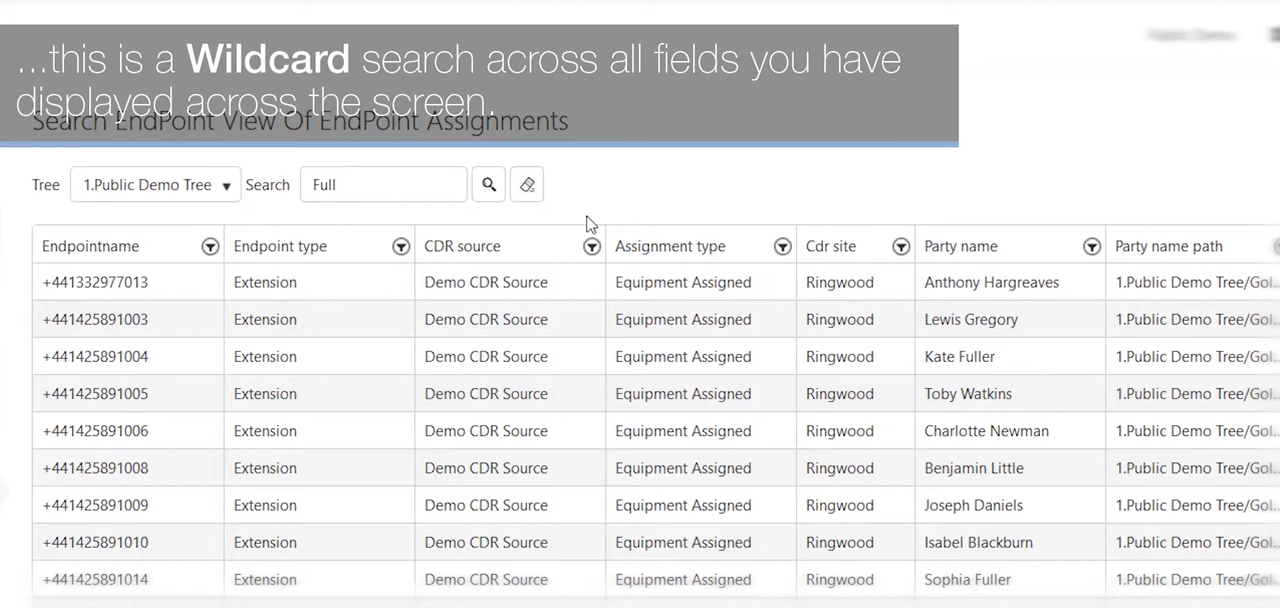 ...this is a Wildcard search across all fields you have
displayed across the screen.
Search EndPoint View Of EndPoint Assignments
Tree 1.Public Demo Tree Search Full
Endpointname Endpoint type CDR source Assignment type Cdr site Party name Party name path
+441332977013 Extension Demo CDR Source Equipment Assigned Ringwood Anthony Hargreaves 1.Public Demo Tree/Gol...
+441425891003 Extension Demo CDR Source Equipment Assigned Ringwood Lewis Gregory 1.Public Demo Tree/Gol...
+441425891004 Extension Demo CDR Source Equipment Assigned Ringwood Kate Fuller 1.Public Demo Tree/Gol...
+441425891005 Extension Demo CDR Source Equipment Assigned Ringwood Toby Watkins 1.Public Demo Tree/Gol...
+441425891006 Extension Demo CDR Source Equipment Assigned Ringwood Charlotte Newman 1.Public Demo Tree/Gol...
+441425891008 Extension Demo CDR Source Equipment Assigned Ringwood Benjamin Little 1.Public Demo Tree/Gol...
+441425891009 Extension Demo CDR Source Equipment Assigned Ringwood Joseph Daniels 1.Public Demo Tree/Gol...
+441425891010 Extension Demo CDR Source Equipment Assigned Ringwood Isabel Blackburn 1.Public Demo Tree/Gol...
+441425891014 Extension Demo CDR Source Equipment Assigned Ringwood Sophia Fuller 1.Public Demo Tree/Gol...